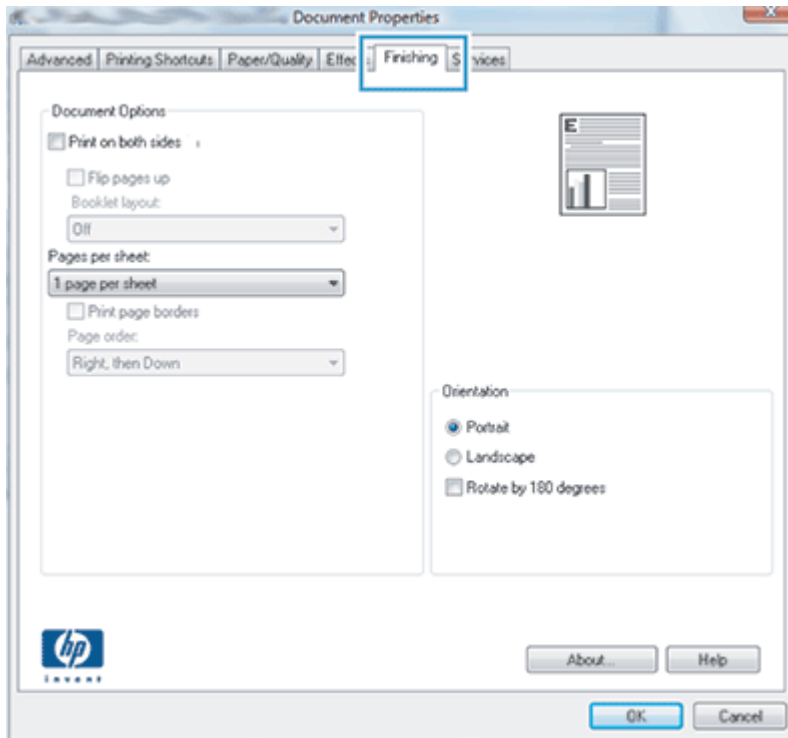 Document Properties
Advanced Printing Shortcuts Paper/Quality Finishing
Document Options
Print on both sides
Flip pages up
Booklet layout:
Off
Pages per sheet:
1 page per sheet
Print page borders
Page order:
Right, then Down
E
Orientation
Portrait
Landscape
Rotate by 180 degrees
hp
invent
About... Help
OK Cancel